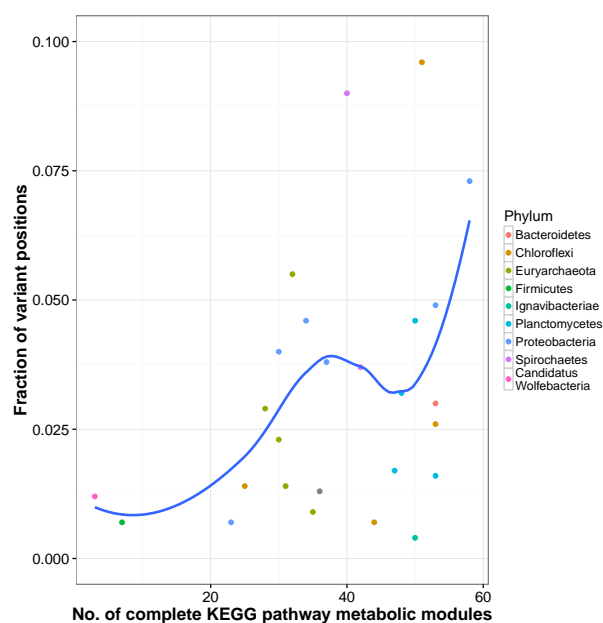 0.100
0.075
0.050
0.025
0.000
Fraction of variant positions
20
40
60
No. of complete KEGG pathway metabolic modules
Phylum
Bacteroidetes
Chloroflexi
Euryarchaeota
Firmicutes
Ignavibacteriae
Planctomycetes
Proteobacteria
Spirochaetes
Candidatus
Wolfebacteria